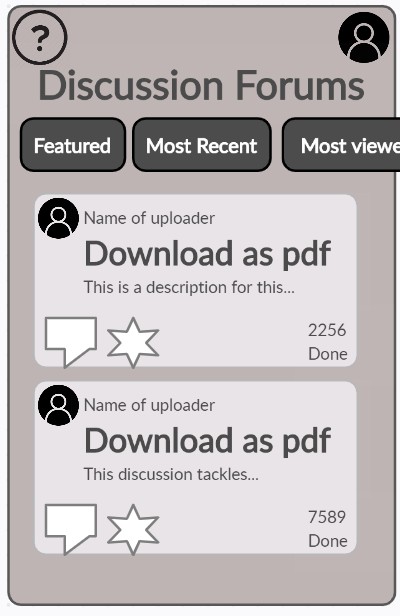 ?
Discussion Forums
Featured Most Recent Most viewe
Name of uploader
Download as pdf
This is a description for this...
2256
Done
Name of uploader
Download as pdf
This discussion tackles...
7589
Done